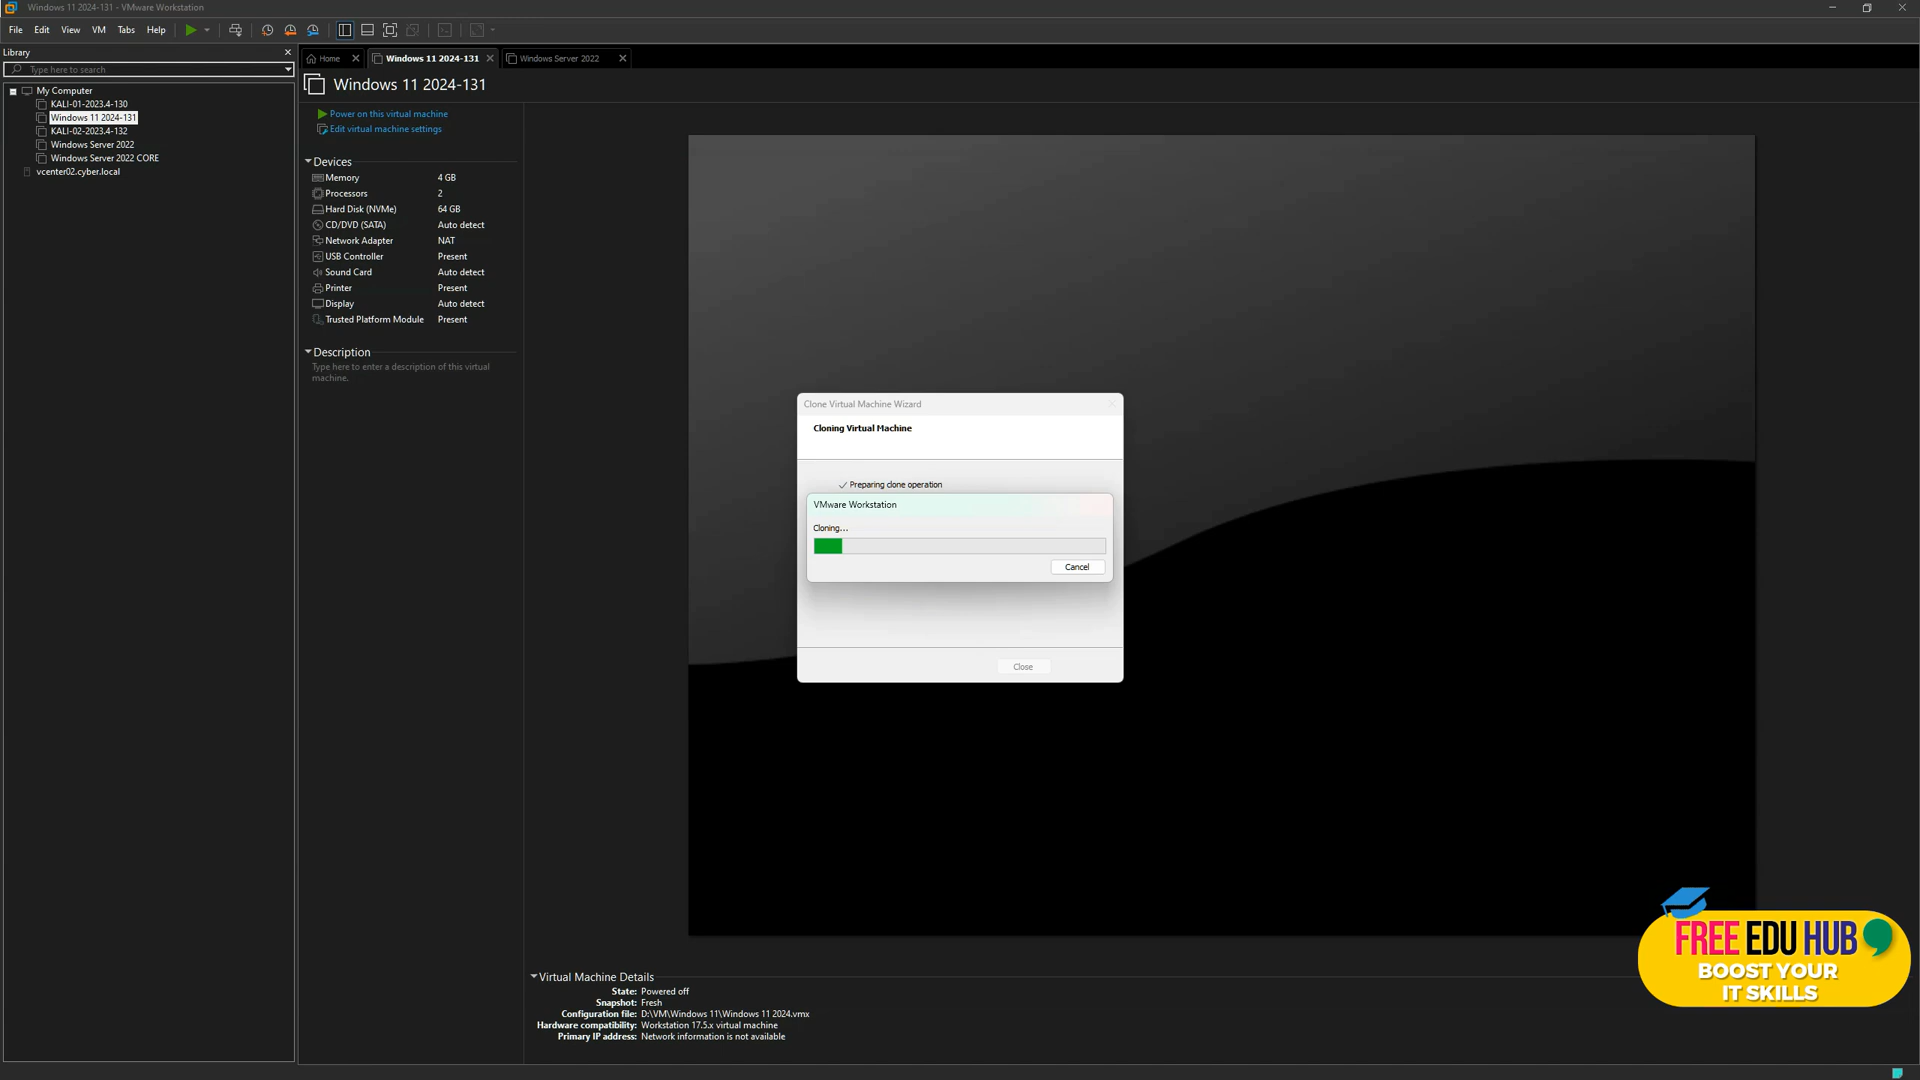 Windows 11 2024-131 - VMware Workstation
File Edit View VM Tabs Help
Library
Type here to search
My Computer
KALI-01-2023.4-130
Windows 11 2024-131
KALI-02-2023.4-132
Windows Server 2022
Windows Server 2022 CORE
vcenter02.cyber.local
Home
Windows 11 2024-131
Windows Server 2022
Windows 11 2024-131
Power on this virtual machine
Edit virtual machine settings
Devices
Memory 4 GB
Processors 2
Hard Disk (NVMe) 64 GB
CD/DVD (SATA) Auto detect
Network Adapter NAT
USB Controller Present
Sound Card Auto detect
Printer Present
Display Auto detect
Trusted Platform Module Present
Description
Type here to enter a description of this virtual
machine.
Clone Virtual Machine Wizard
Cloning Virtual Machine
Preparing clone operation
VMware Workstation
Cloning...
Cancel
Close
Virtual Machine Details
State: Powered off
Snapshot: Fresh
Configuration file: D:\VM\Windows 11\Windows 11 2024.vmx
Hardware compatibility: Workstation 17.5.x virtual machine
Primary IP address: Network information is not available
FREE EDU HUB
BOOST YOUR
IT SKILLS